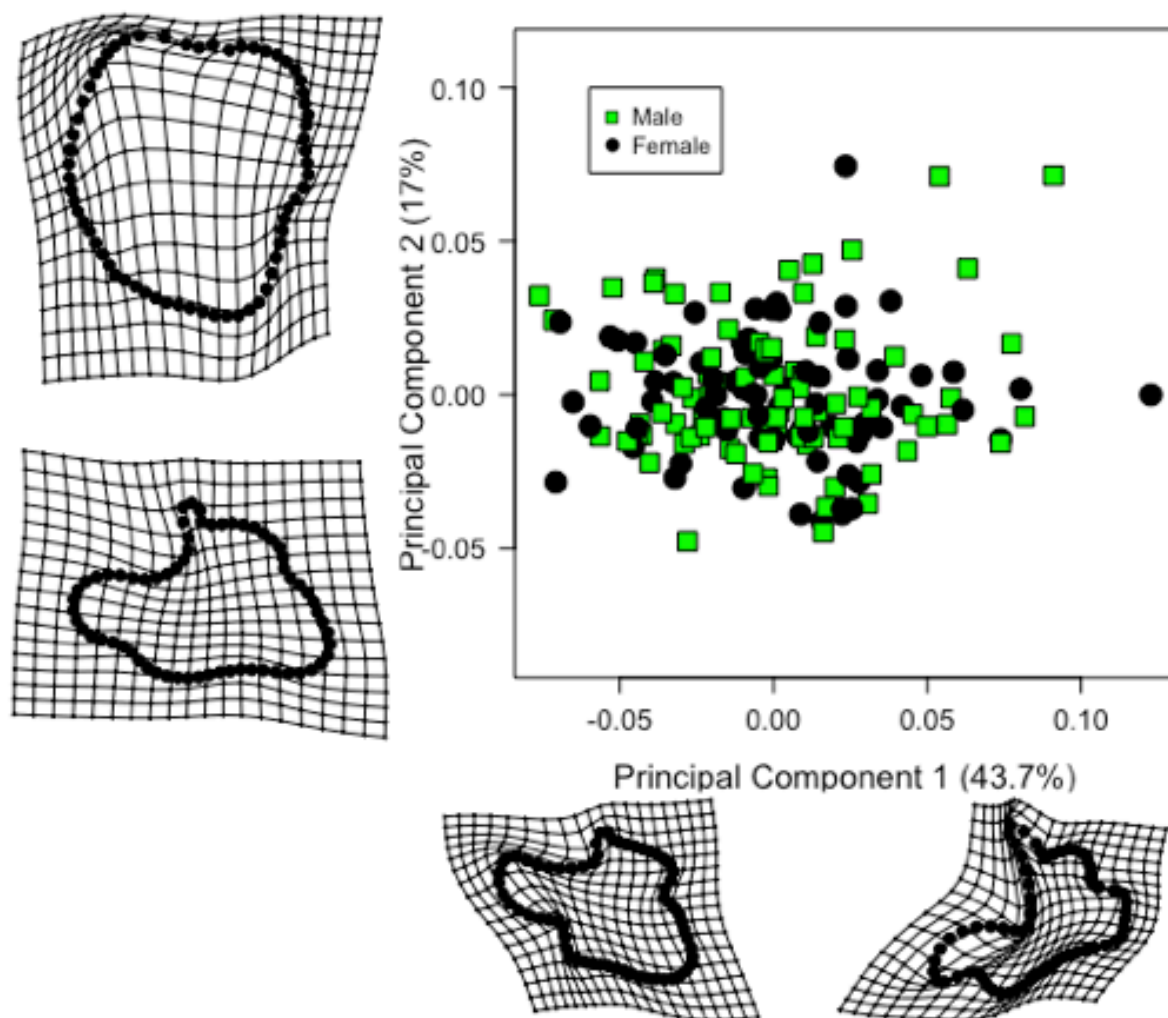 0.10
0.05
0.00
-0.05
Principal Component 2 (17%)
Male
Female
-0.05 0.00 0.05 0.10
Principal Component 1 (43.7%)